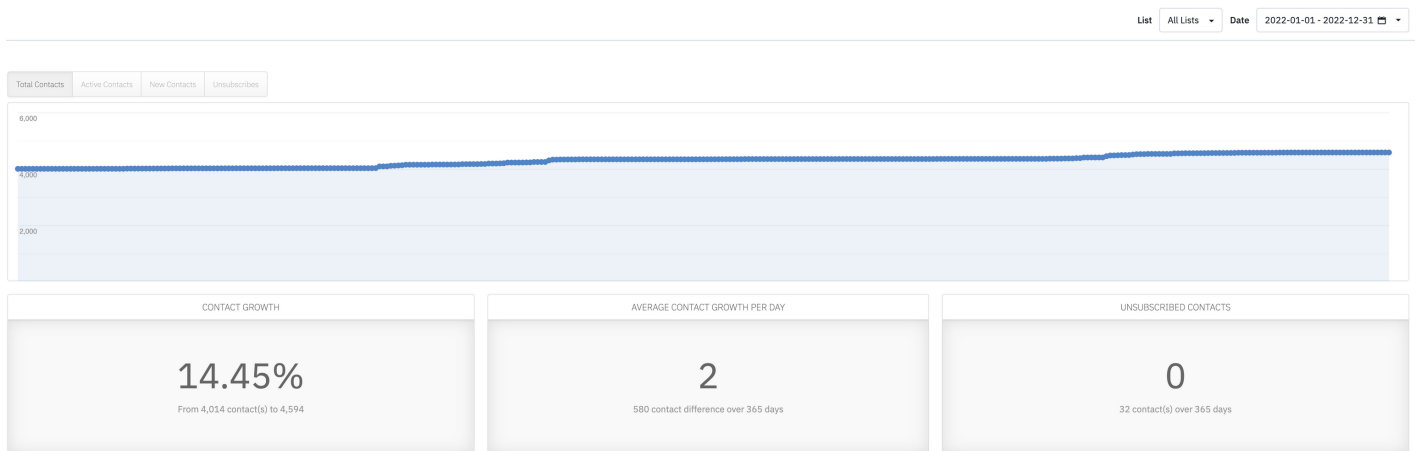 List All Lists Date 2022-01-01 - 2022-12-31
Total Contacts Active Contacts New Contacts Unsubscribes
6,000
4,000
2,000
CONTACT GROWTH
14.45%
From 4,014 contact(s) to 4,594
AVERAGE CONTACT GROWTH PER DAY
2
580 contact difference over 365 days
UNSUBSCRIBED CONTACTS
0
32 contact(s) over 365 days